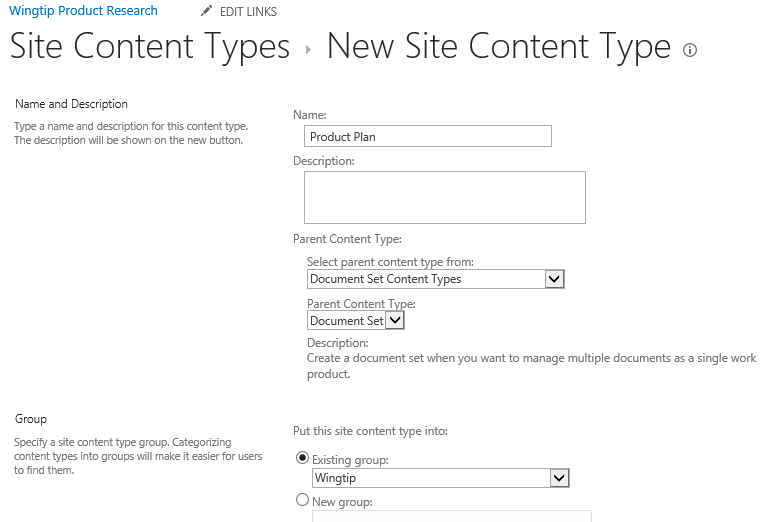 Wingtip Product Research EDIT LINKS
Site Content Types New Site Content Type
Name and Description
Type a name and description for this content type.
The description will be shown on the new button.
Name:
Product Plan
Description:
Parent Content Type:
Select parent content type from:
Document Set Content Types
Parent Content Type:
Document Set
Description:
Create a document set when you want to manage multiple documents as a single work
product.
Group
Specify a site content type group. Categorizing
content types into groups will make it easier for users
to find them.
Put this site content type into:
Existing group:
Wingtip
New group: